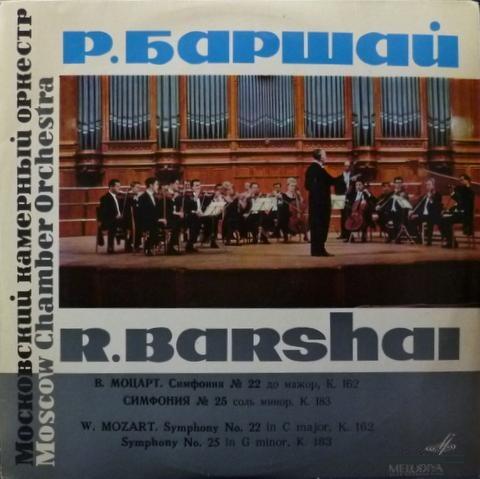 Московский камерный оркестр
Moscow Chamber Orchestra
Р.Баршай
R.Barshai
В. МОЦАРТ. Симфония № 22 до мажор, К. 162
СИМФОНИЯ № 25 соль минор, К. 183
W. MOZART. Symphony No. 22 in C major, K. 162
Symphony No. 25 in G minor, K. 183